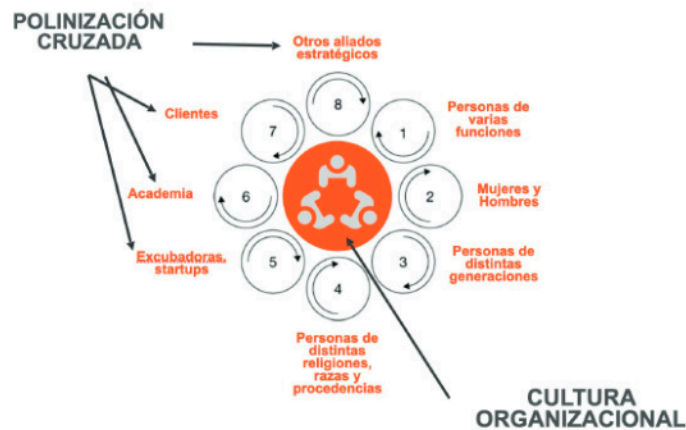 POLINIZACIÓN
CRUZADA
Otros aliados
estratégicos
8
Personas de
varias
funciones
1
Mujeres y
Hombres
2
Personas de
distintas
generaciones
3
4
Personas de
distintas
religiones,
razas y
procedencias
5
Excubadoras,
startups
6
Academia
7
Clientes
CULTURA
ORGANIZACIONAL